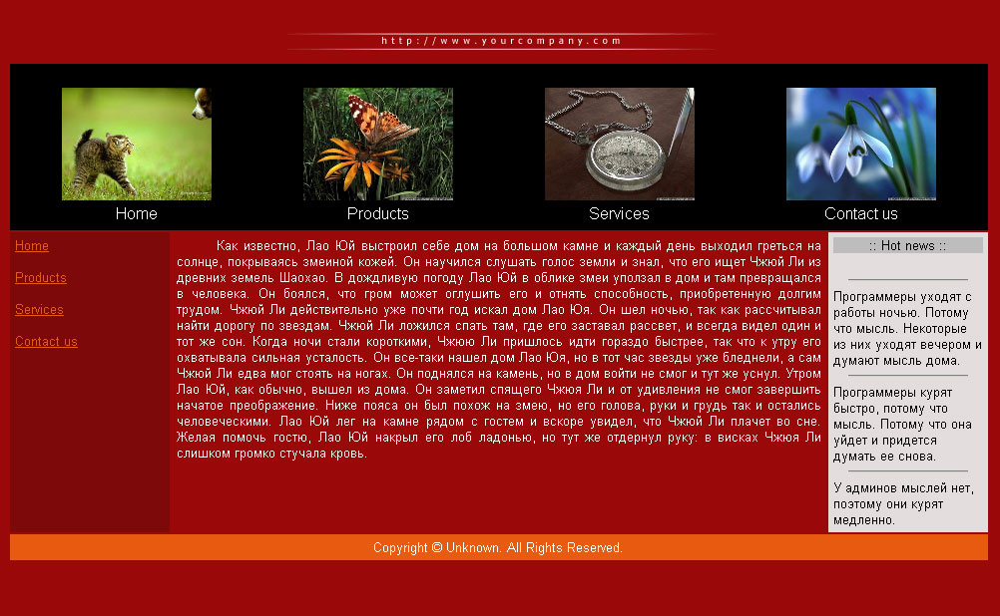 http://www.yourcompany.com
Home
Products
Services
Contact us
Home
Products
Services
Contact us
Как известно, Лао Юй выстроил себе дом на большом камне и каждый день выходил греться на
солнце, покрываясь змеиной кожей. Он научился слушать голос земли и знал, что его ищет Чжюй Ли из
древних земель Шаохао. В дождливую погоду Лао Юй в облике змеи уползал в дом и там превращался
в человека. Он боялся, что гром может оглушить его и отнять способность, приобретенную долгим
трудом. Чжюй Ли действительно уже почти год искал дом Лао Юя. Он шел ночью, так как рассчитывал
найти дорогу по звездам. Чжюй Ли ложился спать там, где его заставал рассвет, и всегда видел один и
тот же сон. Когда ночи стали короткими, Чжюю Ли пришлось идти гораздо быстрее, так что к утру его
охватывала сильная усталость. Он все-таки нашел дом Лао Юя, но в тот час звезды уже бледнели, а сам
Чжюй Ли едва мог стоять на ногах. Он поднялся на камень, но в дом войти не смог и тут же уснул. Утром
Лао Юй, как обычно, вышел из дома. Он заметил спящего Чжюя Ли и от удивления не смог завершить
начатое преображение. Ниже пояса он был похож на змею, но его голова, руки и грудь так и остались
человеческими. Лао Юй лег на камне рядом с гостем и вскоре увидел, что Чжюй Ли плачет во сне.
Желая помочь гостю, Лао Юй накрыл его лоб ладонью, но тут же отдернул руку: в висках Чжюя Ли
слишком громко стучала кровь.
:: Hot news ::
Программеры уходят с
работы ночью. Потому
что мысль. Некоторые
из них уходят вечером и
думают мысль дома.
Программеры курят
быстро, потому что
мысль. Потому что она
уйдет и придется
думать ее снова.
У админов мыслей нет,
поэтому они курят
медленно.
Copyright © Unknown. All Rights Reserved.